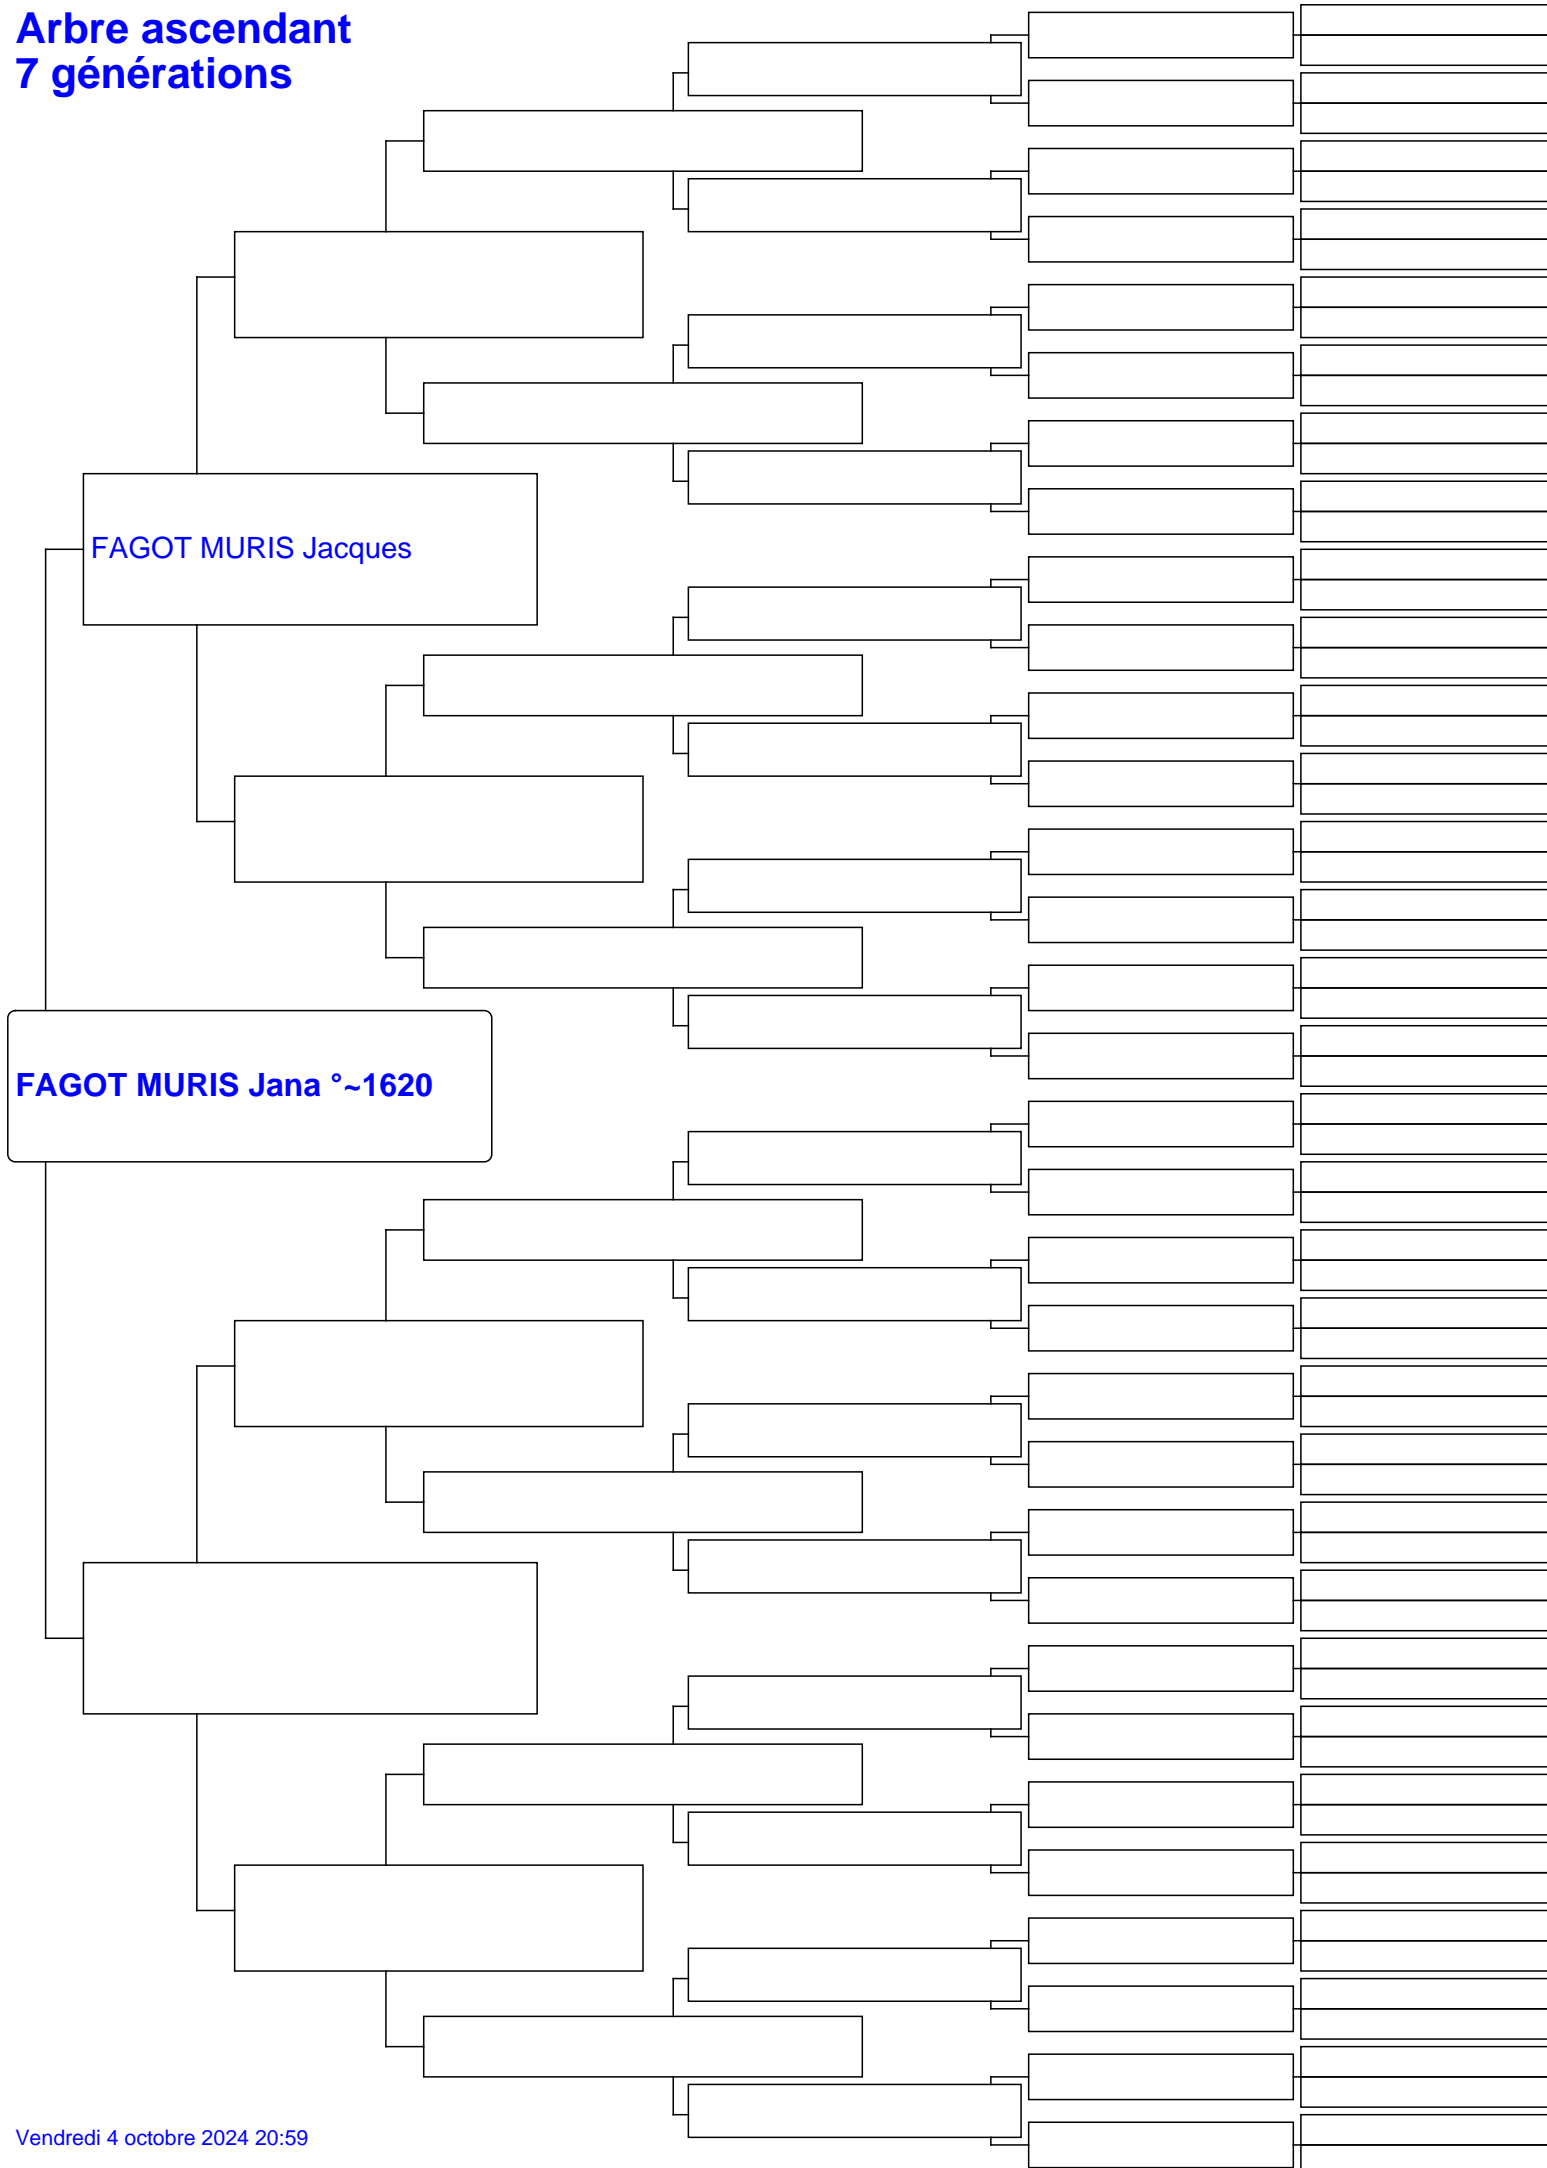 Arbre ascendant
7 générations
FAGOT MURIS Jacques
FAGOT MURIS Jana °~1620
Vendredi 4 octobre 2024 20:59